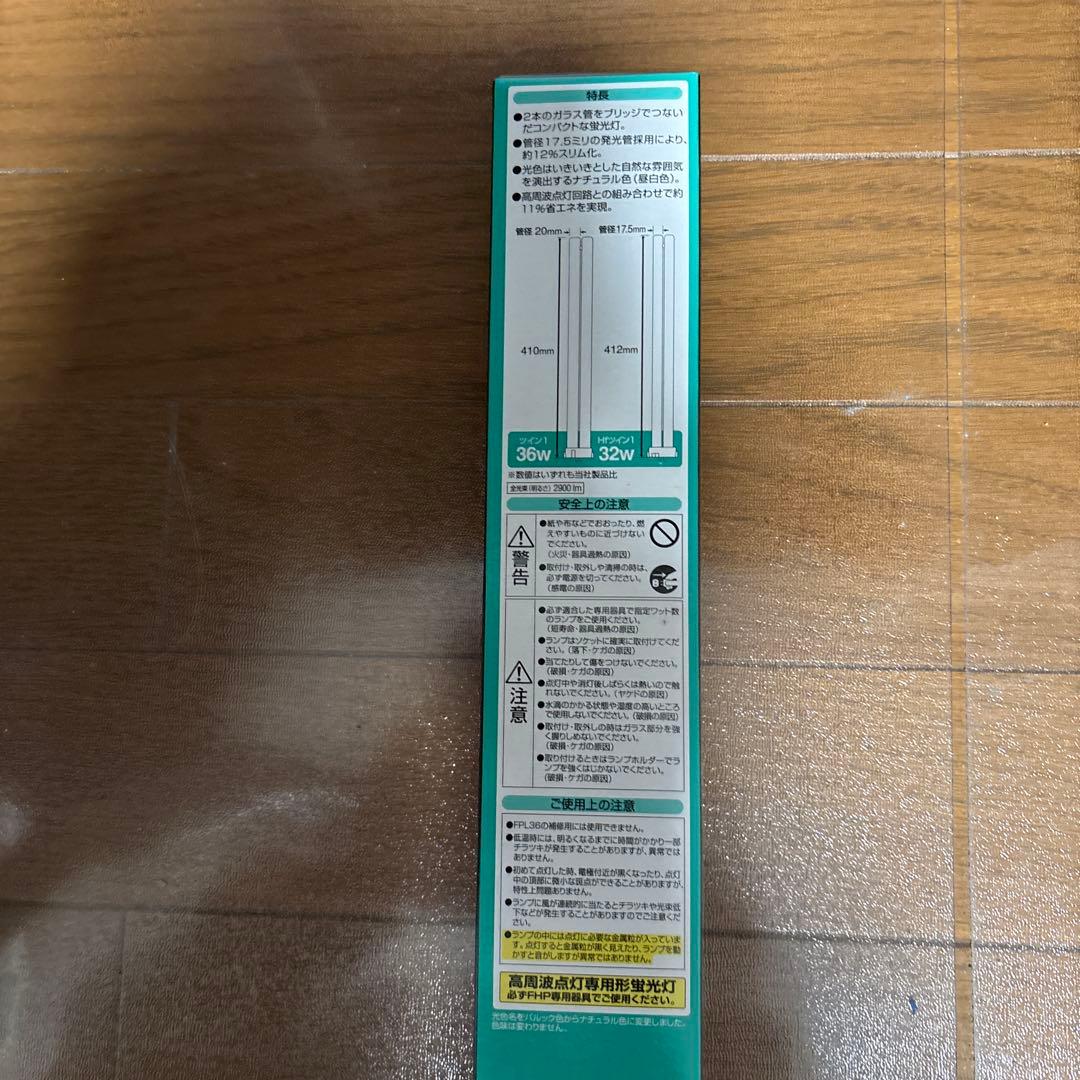 特長
●2本のガラス管をブリッジでつない
だコンパクトな蛍光灯。
●管径17.5ミリの発光管採用により、
約12%スリム化。
●光色はいきいきとした自然な雰囲気
を演出するナチュラル色(昼白色)。
●高周波点灯回路との組み合わせで約
11%省エネを実現。
管径 20mm 管径17.5mm
410mm 412mm
ツイン1 Hfツイン1
36W 32W
※数値はいずれも当社製品比
全光束(明るさ) 2900 lm
安全上の注意
警告
●紙や布などでおおったり、燃
えやすいものに近づけない
でください。
(火災・器具過熱の原因)
●取付け・取外しや清掃の時は、
必ず電源を切ってください。
(感電の原因)
注意
●必ず適合した専用器具で指定ワット数
のランプをご使用ください。
(短寿命・器具過熱の原因)
●ランプはソケットに確実に取付けてくだ
さい。(落下・ケガの原因)
●当てたりして傷をつけないでください。
(破損・ケガの原因)
●点灯中や消灯後しばらくは熱いので触
れないでください。(ヤケドの原因)
●水滴のかかる状態や湿度の高いところ
で使用しないでください。(破損の原因)
●取付け・取外しの時はガラス部分を強
く握りしめないでください。
(破損・ケガの原因)
●取り付けるときはランプホルダーでラ
ンプを強くはじかないでください。
(破損・ケガの原因)
ご使用上の注意
●FPL36の補修用には使用できません。
●低温時には、明るくなるまでに時間がかかり一部
チラツキが発生することがありますが、異常では
ありません。
●初めて点灯した時、電極付近が黒くなったり、点灯
中の頂部に微小な斑点ができることがありますが、
特性上問題ありません。
●ランプに風が連続的に当たるとチラツキや光束低
下などが発生することがありますのでご注意くだ
さい。
●ランプの中には点灯に必要な金属粒が入っていま
す。点灯すると金属粒が黒く見えたり、ランプを動
かすと音がしますが異常ではありません。
高周波点灯専用形蛍光灯
必ずFHP専用器具でご使用ください。
光色名をパルック色からナチュラル色に変更しました。
色味は変わりません。